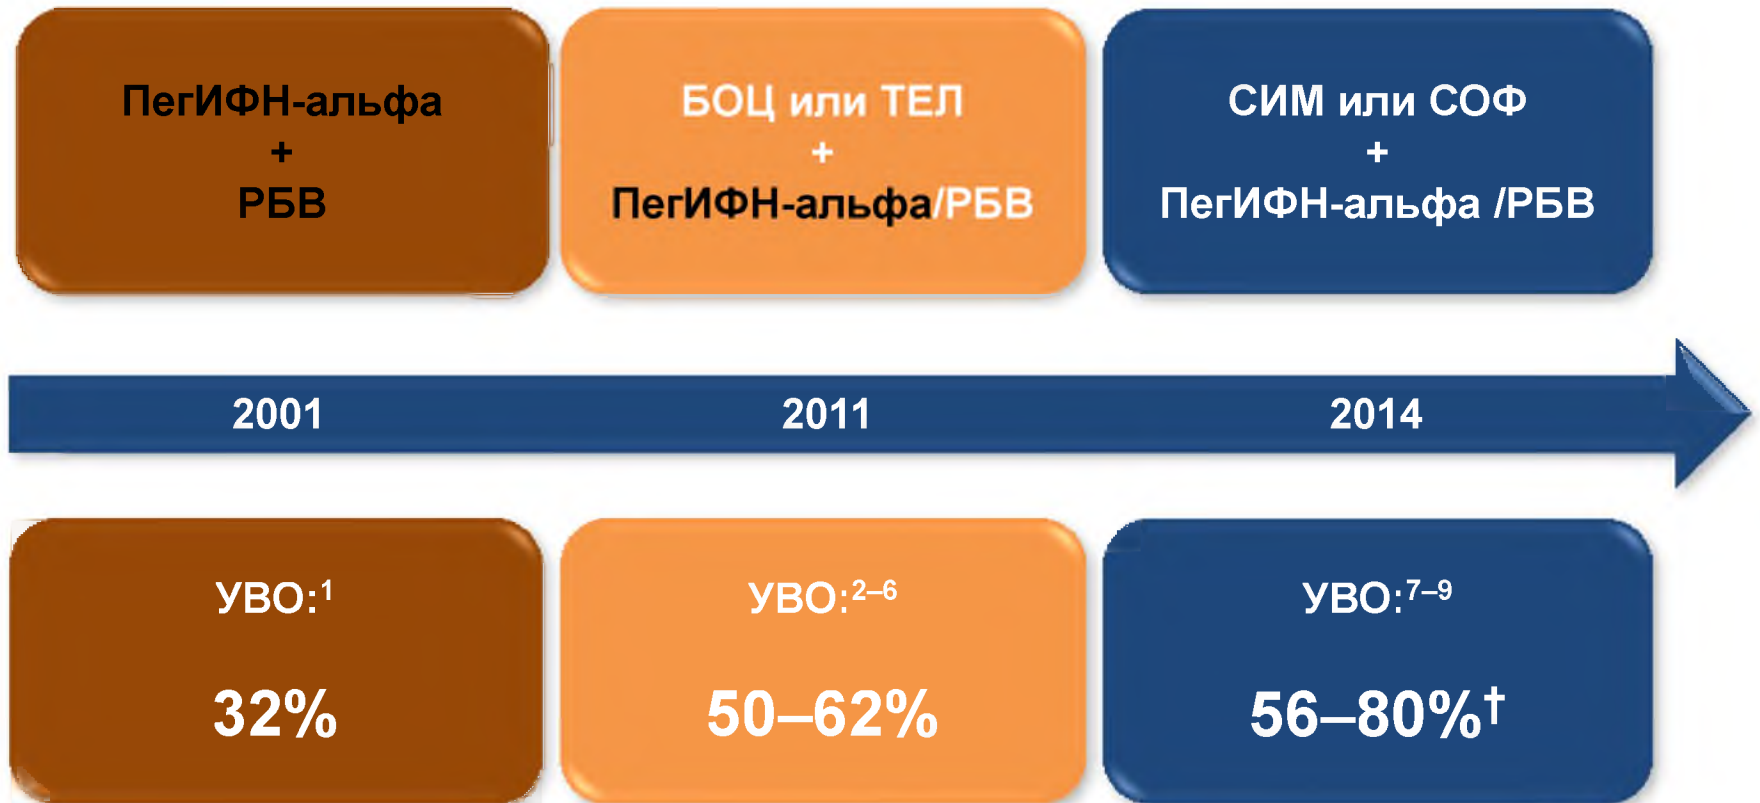 ПегИФН-альфа
+
РБВ
БОЦ или ТЕЛ
+
ПегИФН-альфа/РБВ
СИМ или СОФ
+
ПегИФН-альфа /РБВ
2001
2011
2014
УВО:¹
32%
УВО:²⁻⁶
50–62%
УВО:⁷⁻⁹
56–80%†